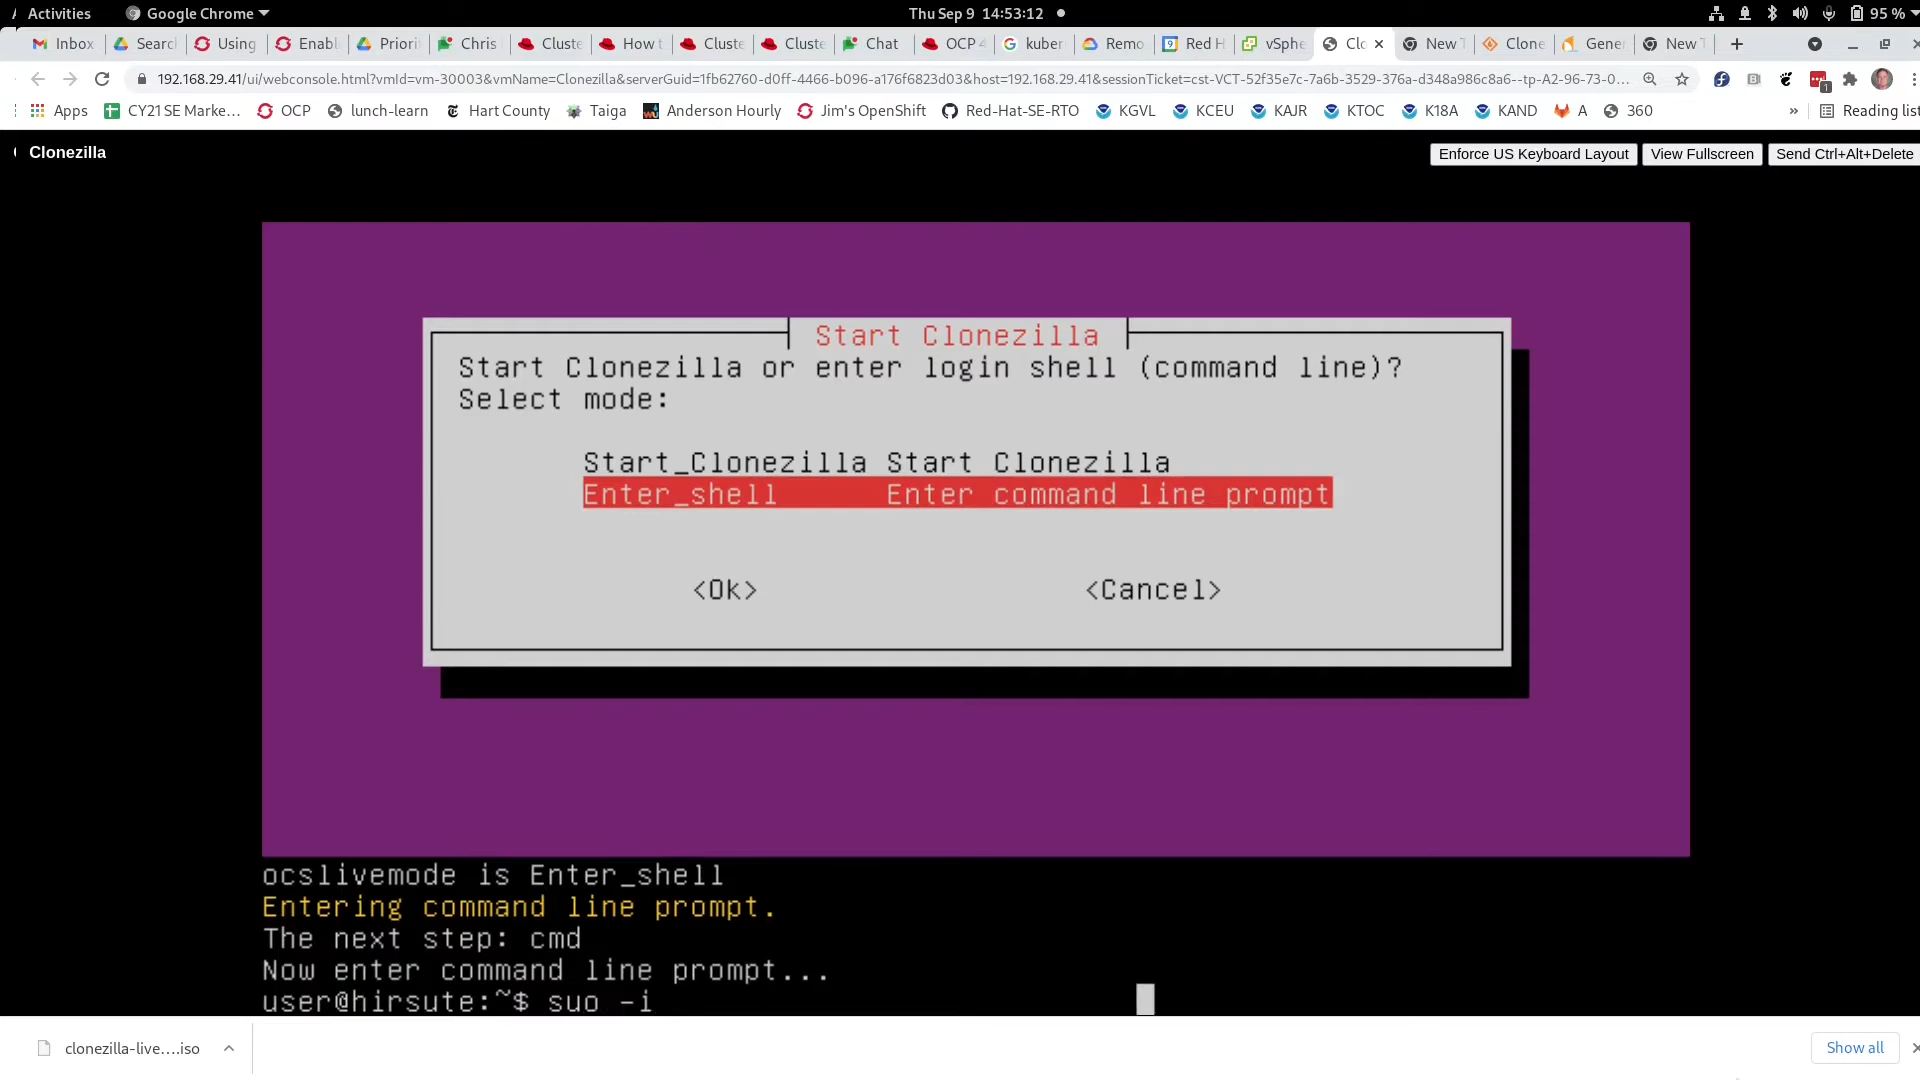 Activities Google Chrome Thu Sep 9 14:53:12 95 %
Inbox Searc Using Enabl Priori Chris Cluste How t Cluste Cluste Chat OCP 4 kuber Remo Red H vSphe Clo New T Clone Gene New T
192.168.29.41/ui/webconsole.html?vmId=vm-30003&vmName=Clonezilla&serverGuid=1fb62760-d0ff-4466-b096-a176f6823d03&host=192.168.29.41&sessionTicket=cst-VCT-52f35e7c-7a6b-3529-376a-d348a986c8a6--tp-A2-96-73-0...
Apps CY21 SE Marke... OCP lunch-learn Hart County Taiga Anderson Hourly Jim's OpenShift Red-Hat-SE-RTO KGVL KCEU KAJR KTOC K18A KAND A 360 » Reading list
Clonezilla Enforce US Keyboard Layout View Fullscreen Send Ctrl+Alt+Delete
Start Clonezilla
Start Clonezilla or enter login shell (command line)?
Select mode:
Start_Clonezilla Start Clonezilla
Enter_shell Enter command line prompt
<Ok> <Cancel>
ocslivemode is Enter_shell
Entering command line prompt.
The next step: cmd
Now enter command line prompt...
user@hirsute:~$ suo -i
clonezilla-live....iso Show all